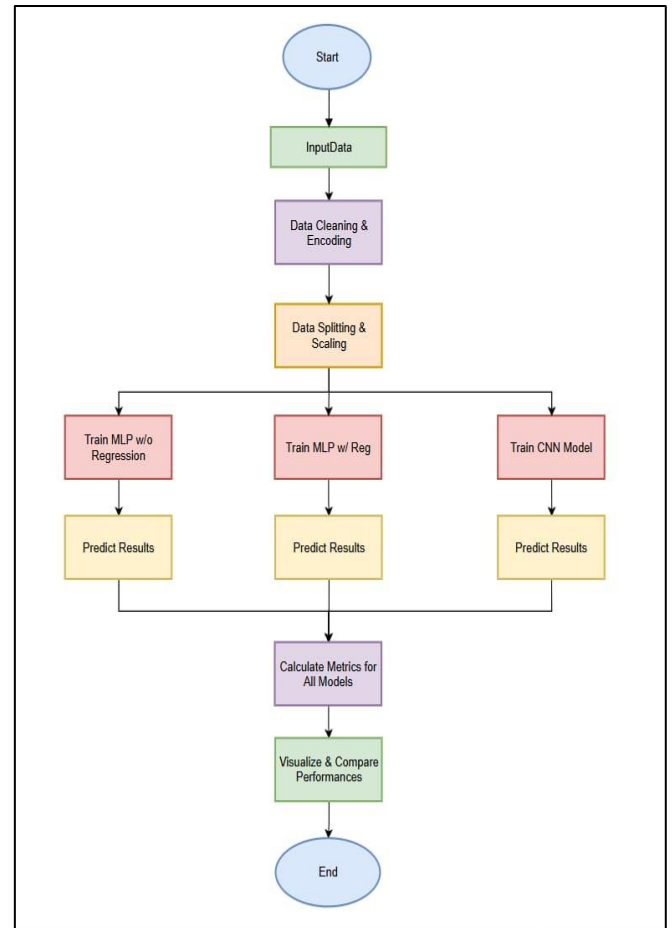 Start
InputData
Data Cleaning &
Encoding
Data Splitting &
Scaling
Train MLP w/o
Regression
Train MLP w/ Reg
Train CNN Model
Predict Results
Predict Results
Predict Results
Calculate Metrics for
All Models
Visualize & Compare
Performances
End